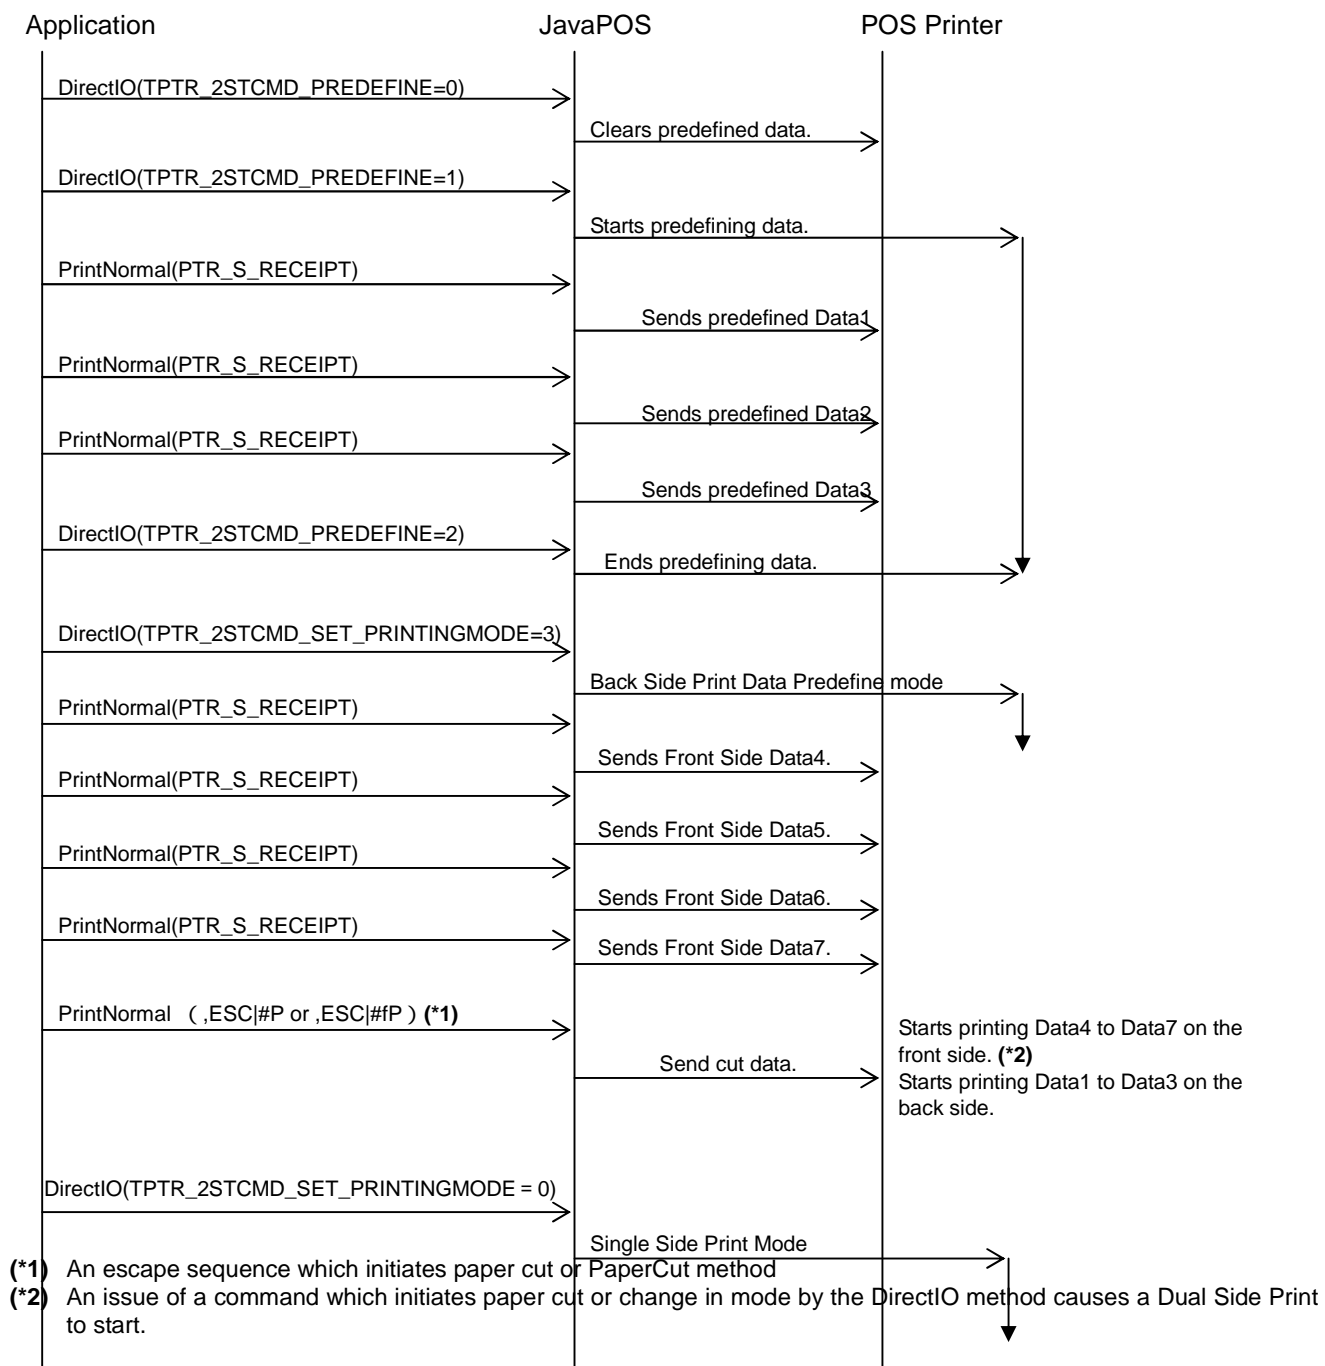 Application JavaPOS POS Printer
DirectIO(TPTR_2STCMD_PREDEFINE=0)
Clears predefined data.
DirectIO(TPTR_2STCMD_PREDEFINE=1)
Starts predefining data.
PrintNormal(PTR_S_RECEIPT)
Sends predefined Data1
PrintNormal(PTR_S_RECEIPT)
Sends predefined Data2
PrintNormal(PTR_S_RECEIPT)
Sends predefined Data3
DirectIO(TPTR_2STCMD_PREDEFINE=2)
Ends predefining data.
DirectIO(TPTR_2STCMD_SET_PRINTINGMODE=3)
Back Side Print Data Predefine mode
PrintNormal(PTR_S_RECEIPT)
Sends Front Side Data4.
PrintNormal(PTR_S_RECEIPT)
Sends Front Side Data5.
PrintNormal(PTR_S_RECEIPT)
Sends Front Side Data6.
PrintNormal(PTR_S_RECEIPT)
Sends Front Side Data7.
PrintNormal （,ESC|#P or ,ESC|#fP）(*1)
Starts printing Data4 to Data7 on the
front side. (*2)
Send cut data.
Starts printing Data1 to Data3 on the
back side.
DirectIO(TPTR_2STCMD_SET_PRINTINGMODE = 0)
Single Side Print Mode
(*1) An escape sequence which initiates paper cut or PaperCut method
(*2) An issue of a command which initiates paper cut or change in mode by the DirectIO method causes a Dual Side Print
to start.